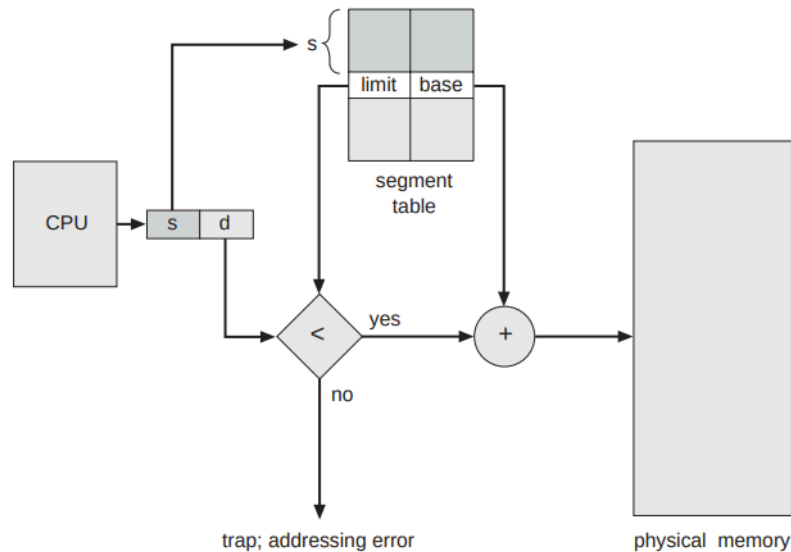 s
limit base
segment
table
CPU
s d
<
yes
+
no
trap; addressing error
physical memory